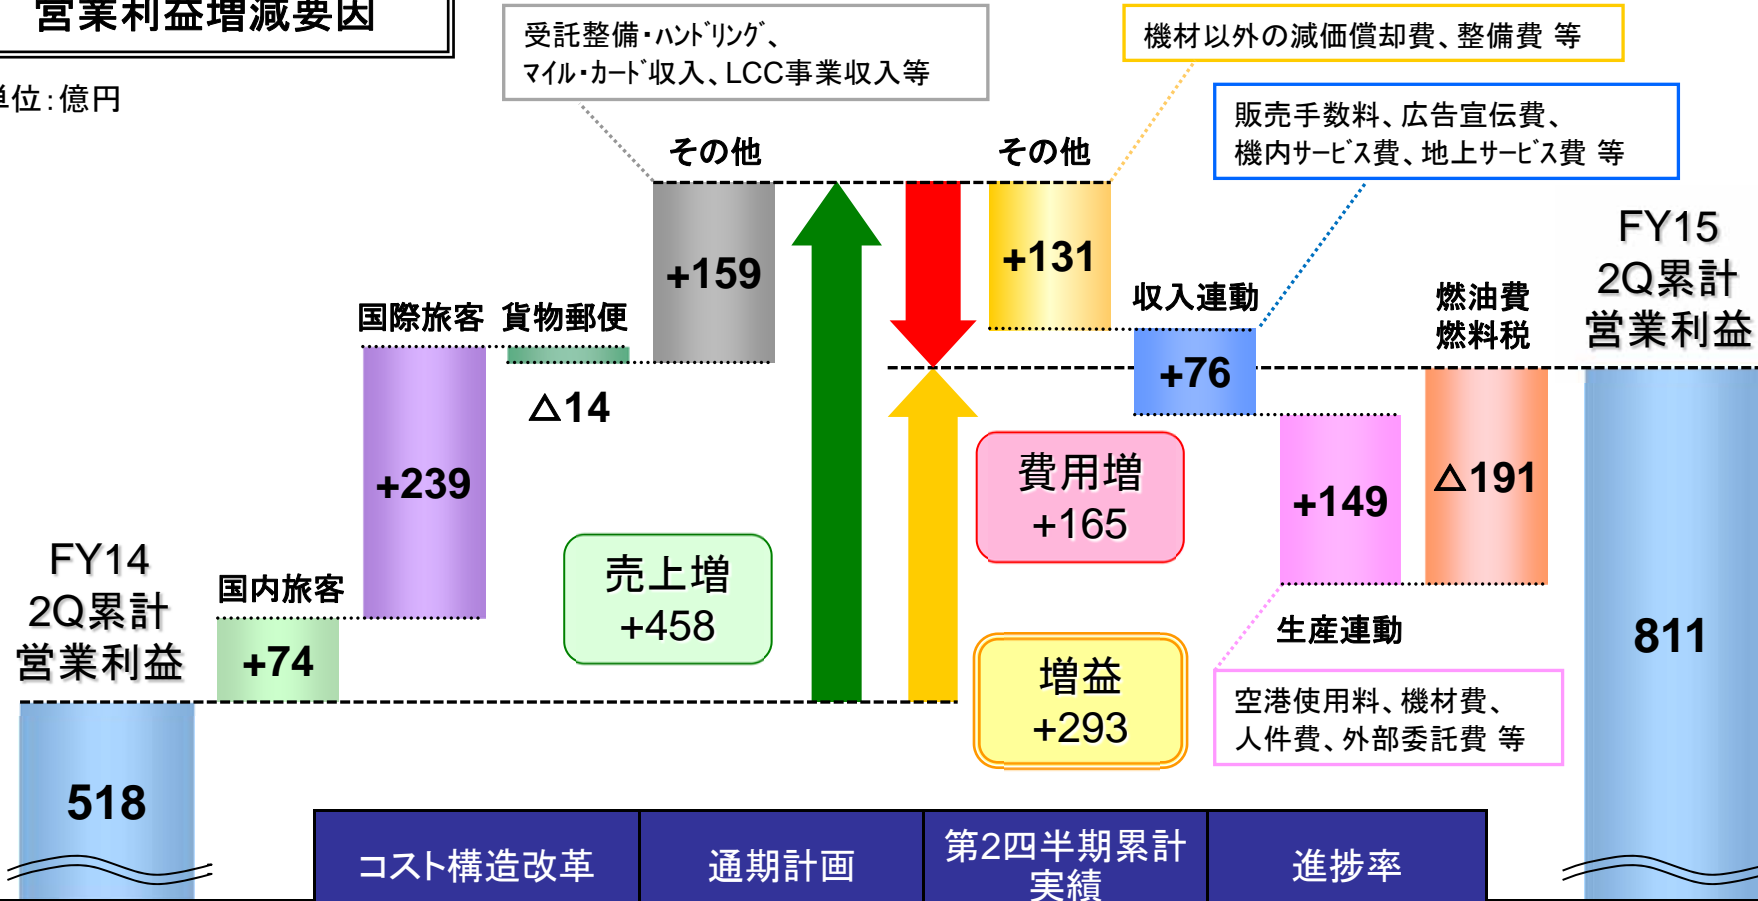 営業利益増減要因
単位：億円
受託整備・ﾊﾝﾄﾞﾘﾝｸﾞ、
ﾏｲﾙ・ｶｰﾄﾞ収入、LCC事業収入等
機材以外の減価償却費、整備費 等
販売手数料、広告宣伝費、
機内ｻｰﾋﾞｽ費、地上ｻｰﾋﾞｽ費 等
その他
その他
+159
+131
国際旅客
貨物郵便
収入連動
燃油費
燃料税
FY15
2Q累計
営業利益
△14
+76
+239
費用増
+165
+149
△191
FY14
2Q累計
営業利益
国内旅客
+74
売上増
+458
増益
+293
生産連動
空港使用料、機材費、
人件費、外部委託費 等
811
518
コスト構造改革
通期計画
第2四半期累計
実績
進捗率